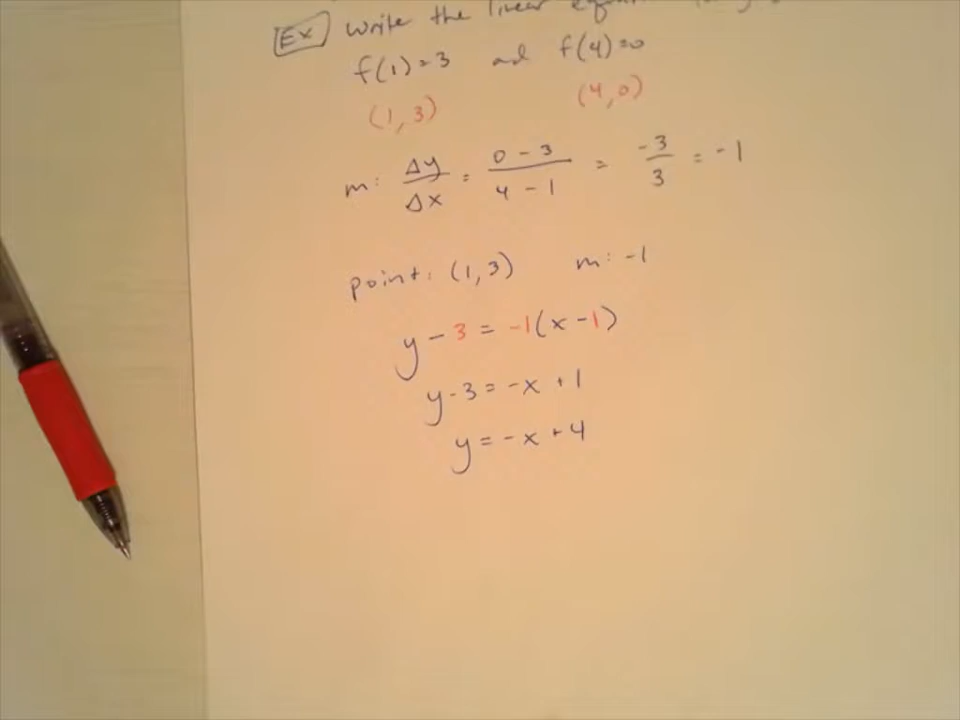 Ex Write the linear
f(1)=3 and f(4)=0
(1,3) (4,0)
m: Δy/Δx = (0-3)/(4-1) = -3/3 = -1
point: (1,3) m: -1
y-3=-1(x-1)
y-3=-x+1
y=-x+4